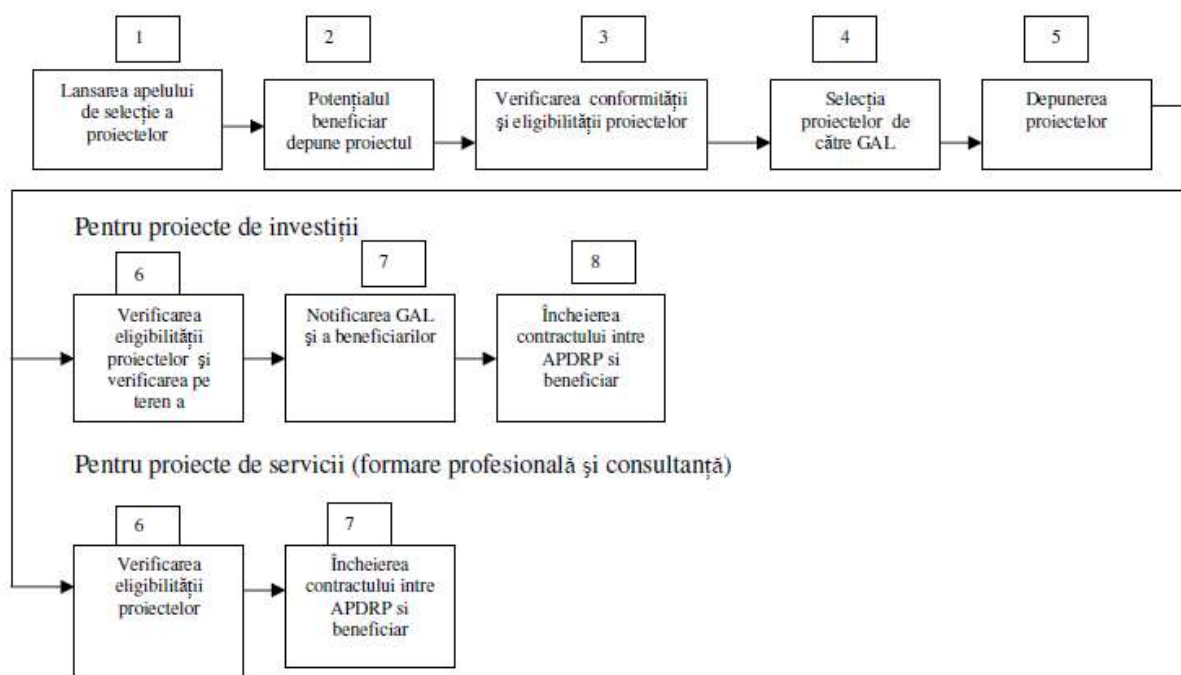 1
Lansarea apelului
de selecție a
proiectelor
2
Potențialul
beneficiar
depune proiectul
3
Verificarea conformității
și eligibilității proiectelor
4
Selecția
proiectelor de
către GAL
5
Depunerea
proiectelor
Pentru proiecte de investiții
6
Verificarea
eligibilității
proiectelor și
verificarea pe
teren a
7
Notificarea GAL
și a beneficiarilor
8
Încheierea
contractului intre
APDRP si
beneficiar
Pentru proiecte de servicii (formare profesională și consultanță)
6
Verificarea
eligibilității
proiectelor
7
Încheierea
contractului intre
APDRP si
beneficiar